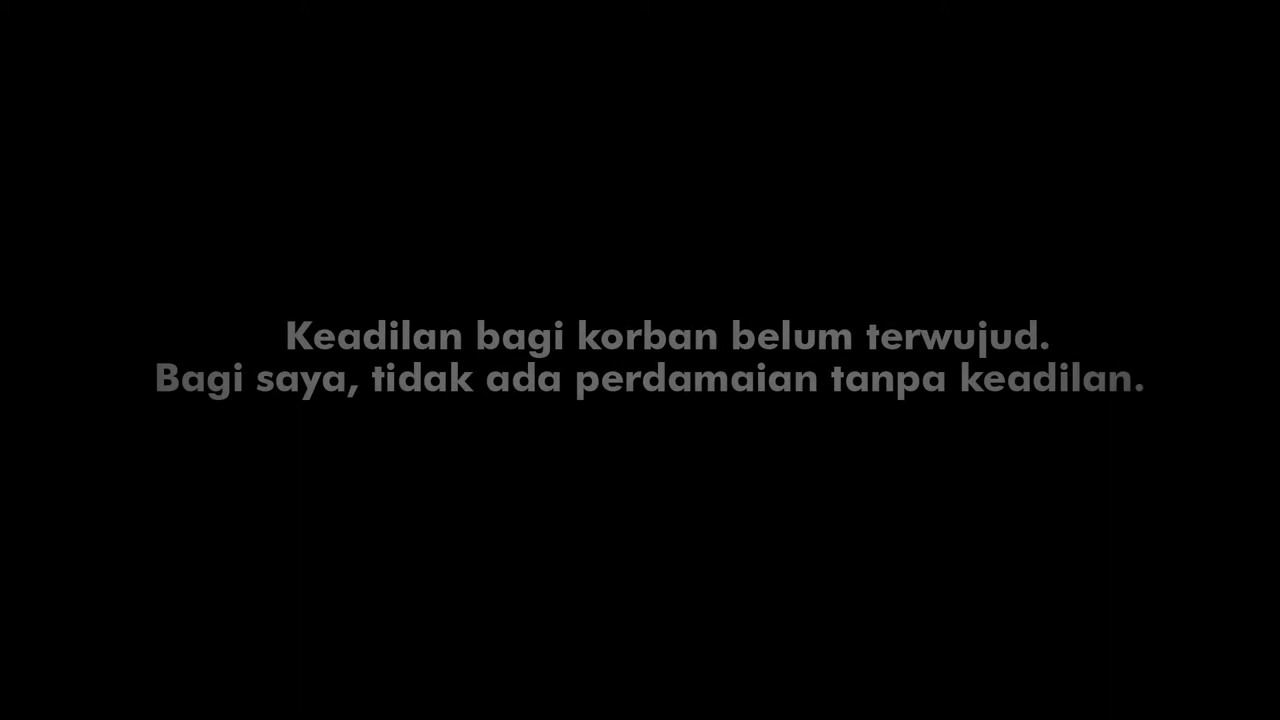 Keadilan bagi korban belum terwujud.
Bagi saya, tidak ada perdamaian tanpa keadilan.